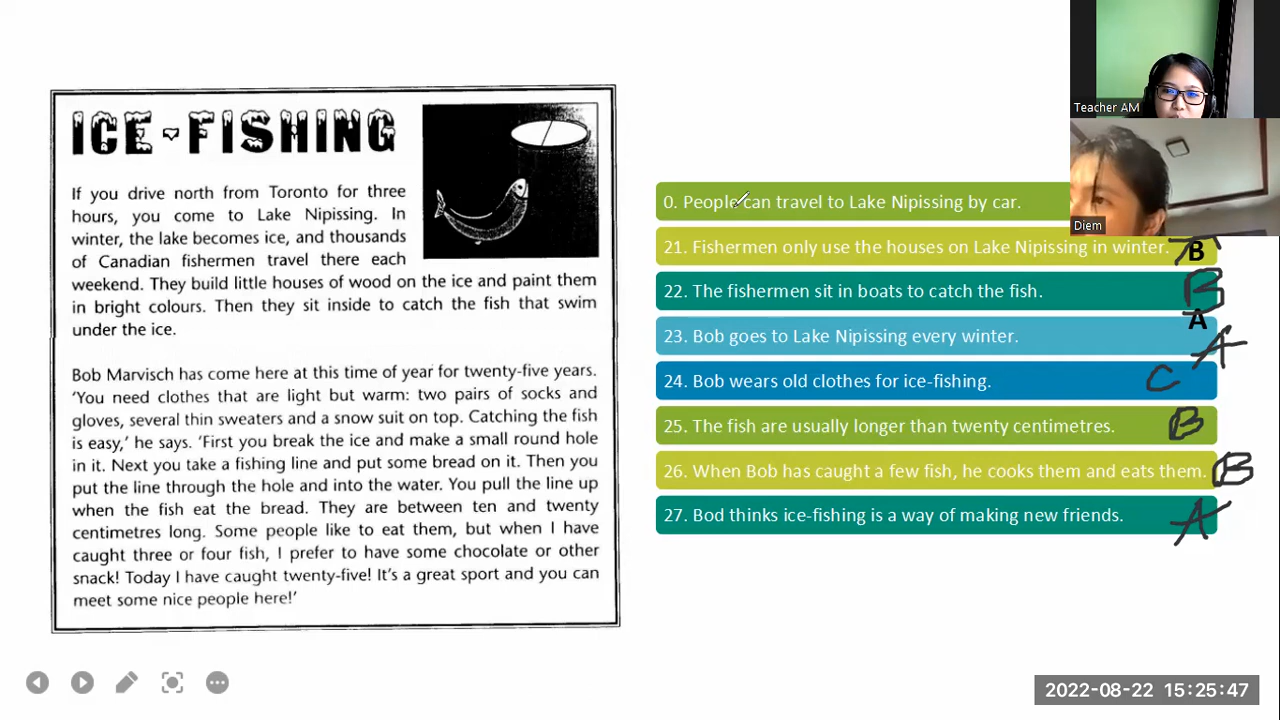 ICE-FISHING
If you drive north from Toronto for three
hours, you come to Lake Nipissing. In
winter, the lake becomes ice, and thousands
of Canadian fishermen travel there each
weekend. They build little houses of wood on the ice and paint them
in bright colours. Then they sit inside to catch the fish that swim
under the ice.
Bob Marvisch has come here at this time of year for twenty-five years.
'You need clothes that are light but warm: two pairs of socks and
gloves, several thin sweaters and a snow suit on top. Catching the fish
is easy,' he says. 'First you break the ice and make a small round hole
in it. Next you take a fishing line and put some bread on it. Then you
put the line through the hole and into the water. You pull the line up
when the fish eat the bread. They are between ten and twenty
centimetres long. Some people like to eat them, but when I have
caught three or four fish, I prefer to have some chocolate or other
snack! Today I have caught twenty-five! It's a great sport and you can
meet some nice people here!'
0. People can travel to Lake Nipissing by car.
21. Fishermen only use the houses on Lake Nipissing in winter. B
22. The fishermen sit in boats to catch the fish. B
A
23. Bob goes to Lake Nipissing every winter. A
24. Bob wears old clothes for ice-fishing. C
25. The fish are usually longer than twenty centimetres. B
26. When Bob has caught a few fish, he cooks them and eats them. B
27. Bod thinks ice-fishing is a way of making new friends. A
Teacher AM
Diem
2022-08-22 15:25:47